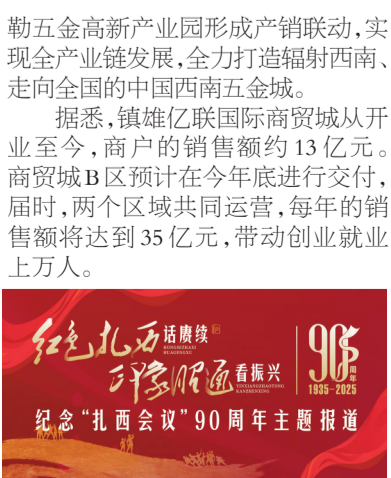 勒五金高新产业园形成产销联动,实
现全产业链发展,全力打造辐射西南、
走向全国的中国西南五金城。
据悉,镇雄亿联国际商贸城从开
业至今,商户的销售额约13亿元。
商贸城B区预计在今年底进行交付,
届时,两个区域共同运营,每年的销
售额将达到35亿元,带动创业就业
上万人。
红色扎西话赓续
HONGSEZHAXI
HUAGENGXU
印象昭通看振兴
YINXIANGZHAOTONG
KANZHENXING
90周年
1935-2025
纪念“扎西会议”90周年主题报道